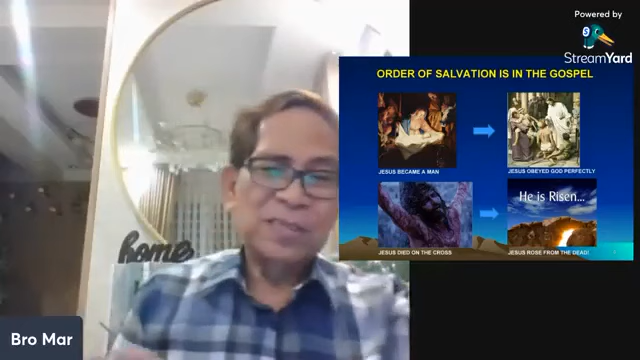 Powered by
StreamYard
ORDER OF SALVATION IS IN THE GOSPEL
JESUS BECAME A MAN
JESUS OBEYED GOD PERFECTLY
He is Risen...
JESUS DIED ON THE CROSS
JESUS ROSE FROM THE DEAD!
home
Bro Mar